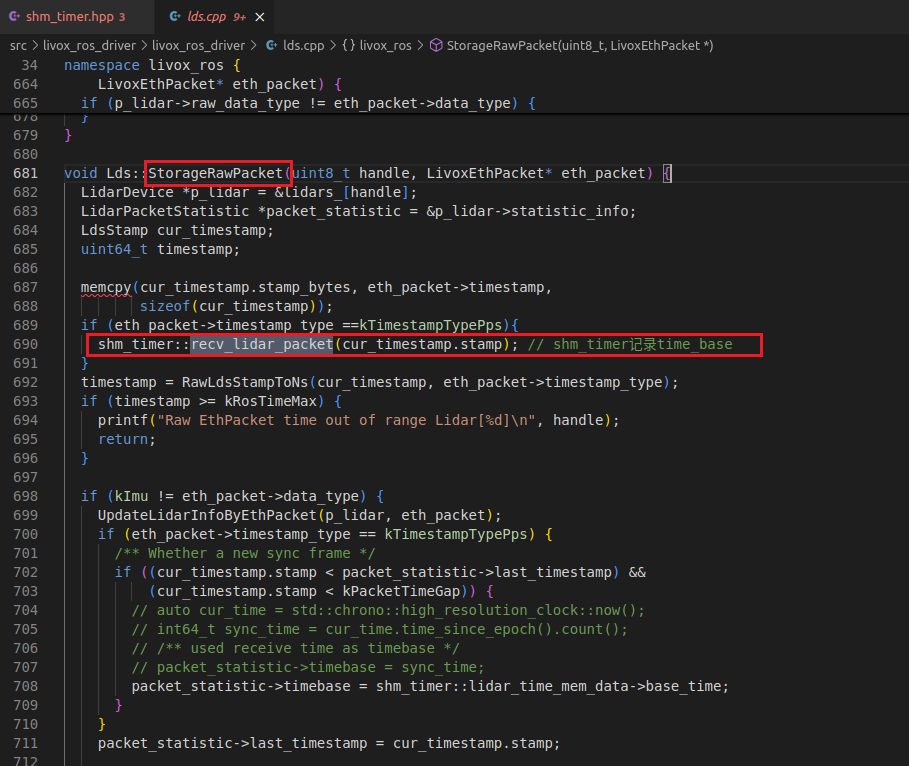 shm_timer.hpp 3 lds.cpp 9+ ×
src > livox_ros_driver > livox_ros_driver > lds.cpp > {} livox_ros > StorageRawPacket(uint8_t, LivoxEthPacket *)
34 namespace livox_ros {
664 LivoxEthPacket* eth_packet) {
665 if (p_lidar->raw_data_type != eth_packet->data_type) {
678 }
679 }
680
681 void Lds::StorageRawPacket(uint8_t handle, LivoxEthPacket* eth_packet) {
682 LidarDevice *p_lidar = &lidars_[handle];
683 LidarPacketStatistic *packet_statistic = &p_lidar->statistic_info;
684 LdsStamp cur_timestamp;
685 uint64_t timestamp;
686
687 memcpy(cur_timestamp.stamp_bytes, eth_packet->timestamp,
688 sizeof(cur_timestamp));
689 if (eth_packet->timestamp_type ==kTimestampTypePps){
690 shm_timer::recv_lidar_packet(cur_timestamp.stamp); // shm_timer记录time_base
691 }
692 timestamp = RawLdsStampToNs(cur_timestamp, eth_packet->timestamp_type);
693 if (timestamp >= kRosTimeMax) {
694 printf("Raw EthPacket time out of range Lidar[%d]\n", handle);
695 return;
696 }
697
698 if (kImu != eth_packet->data_type) {
699 UpdateLidarInfoByEthPacket(p_lidar, eth_packet);
700 if (eth_packet->timestamp_type == kTimestampTypePps) {
701 /** Whether a new sync frame */
702 if ((cur_timestamp.stamp < packet_statistic->last_timestamp) &&
703 (cur_timestamp.stamp < kPacketTimeGap)) {
704 // auto cur_time = std::chrono::high_resolution_clock::now();
705 // int64_t sync_time = cur_time.time_since_epoch().count();
706 // /** used receive time as timebase */
707 // packet_statistic->timebase = sync_time;
708 packet_statistic->timebase = shm_timer::lidar_time_mem_data->base_time;
709 }
710 }
711 packet_statistic->last_timestamp = cur_timestamp.stamp;
712